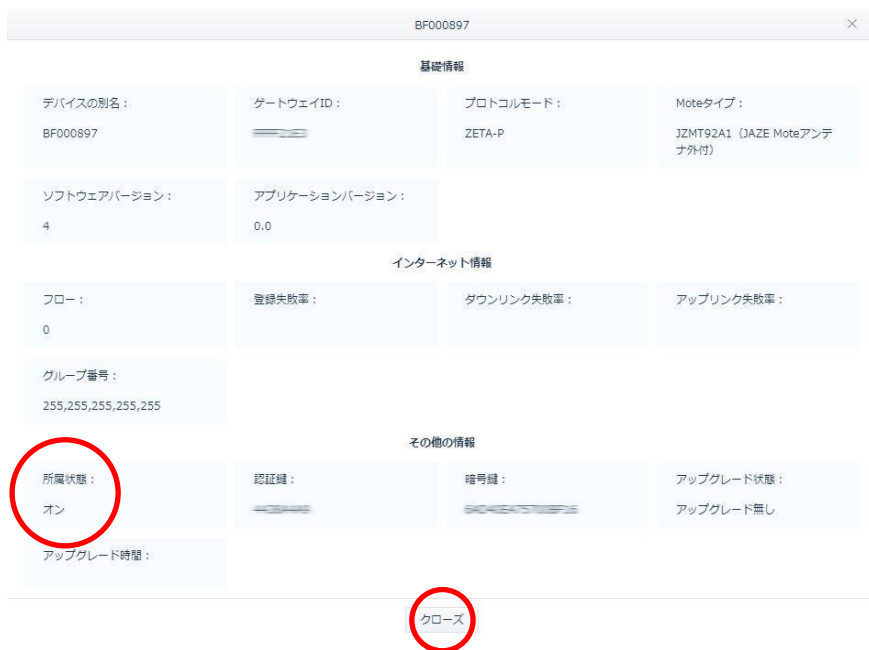 BF000897
×
基礎情報
デバイスの別名： ゲートウェイID： プロトコルモード： Moteタイプ：
BF000897 ZETA-P JZMT92A1（JAZE Moteアンテ
ナ外付）
ソフトウェアバージョン： アプリケーションバージョン：
4 0.0
インターネット情報
フロー： 登録失敗率： ダウンリンク失敗率： アップリンク失敗率：
0
グループ番号：
255,255,255,255,255
その他の情報
所属状態： 認証鍵： 暗号鍵： アップグレード状態：
オン アップグレード無し
アップグレード時間：
クローズ